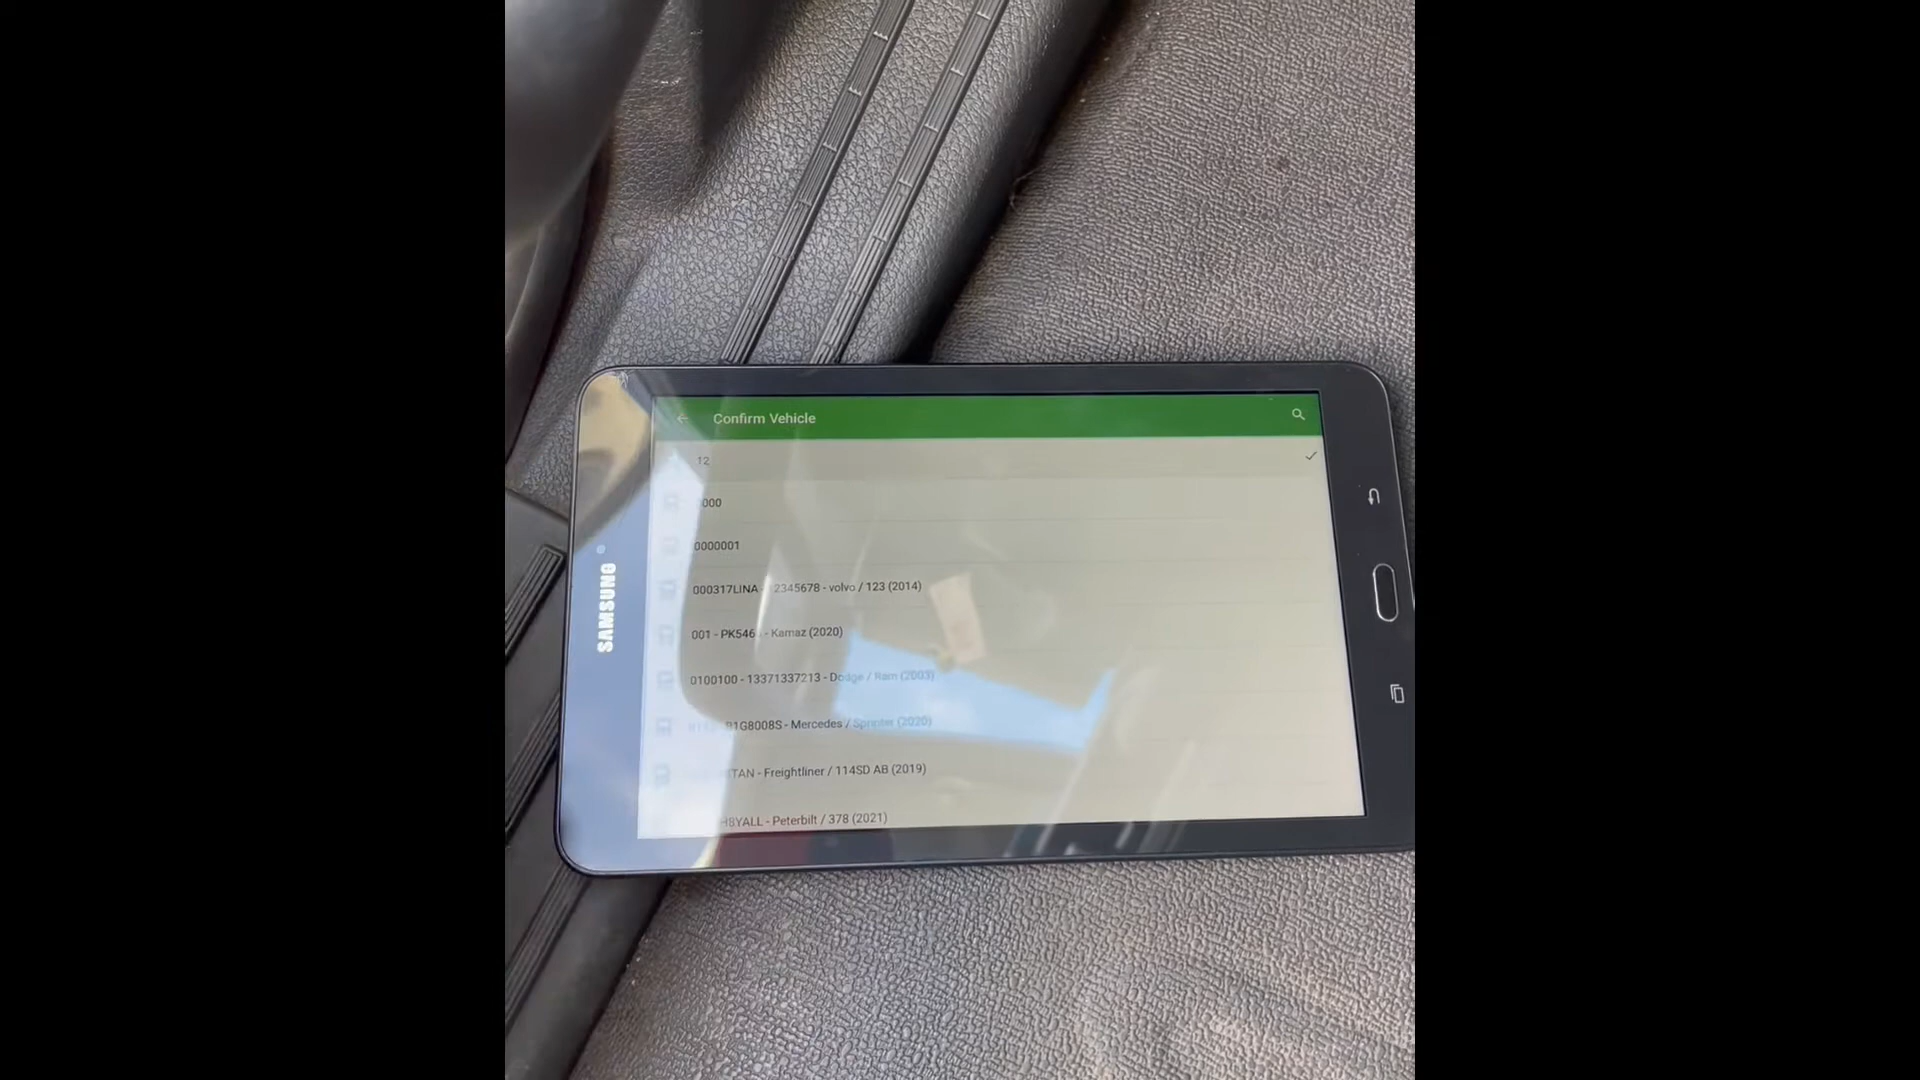 Confirm Vehicle
12
000
0000001
000317LINA - 2345678 - volvo / 123 (2014)
001 - PK546 - Kamaz (2020)
0100100 - 13371337213 - Dodge / Ram (2003)
B1G8008S - Mercedes / Sprinter (2020)
TAN - Freightliner / 114SD AB (2019)
H8YALL - Peterbilt / 378 (2021)
SAMSUNG